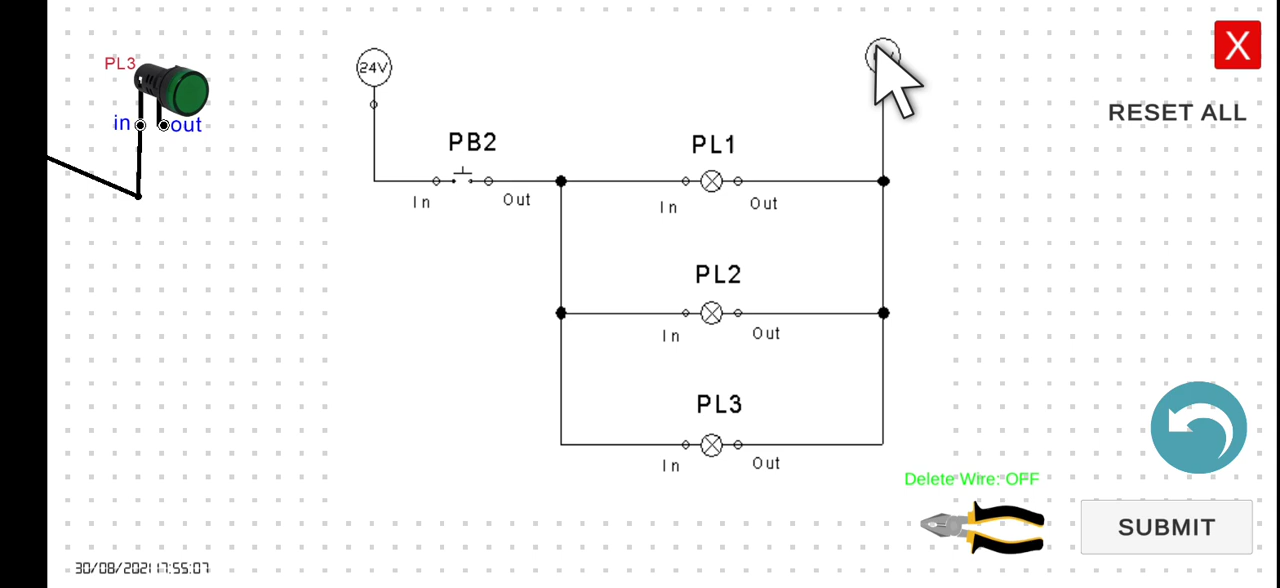 PL3
in
out
24V
X
RESET ALL
PB2
PL1
In
Out
In
Out
PL2
In
Out
PL3
In
Out
Delete Wire: OFF
SUBMIT
30/08/2021 17:55:07